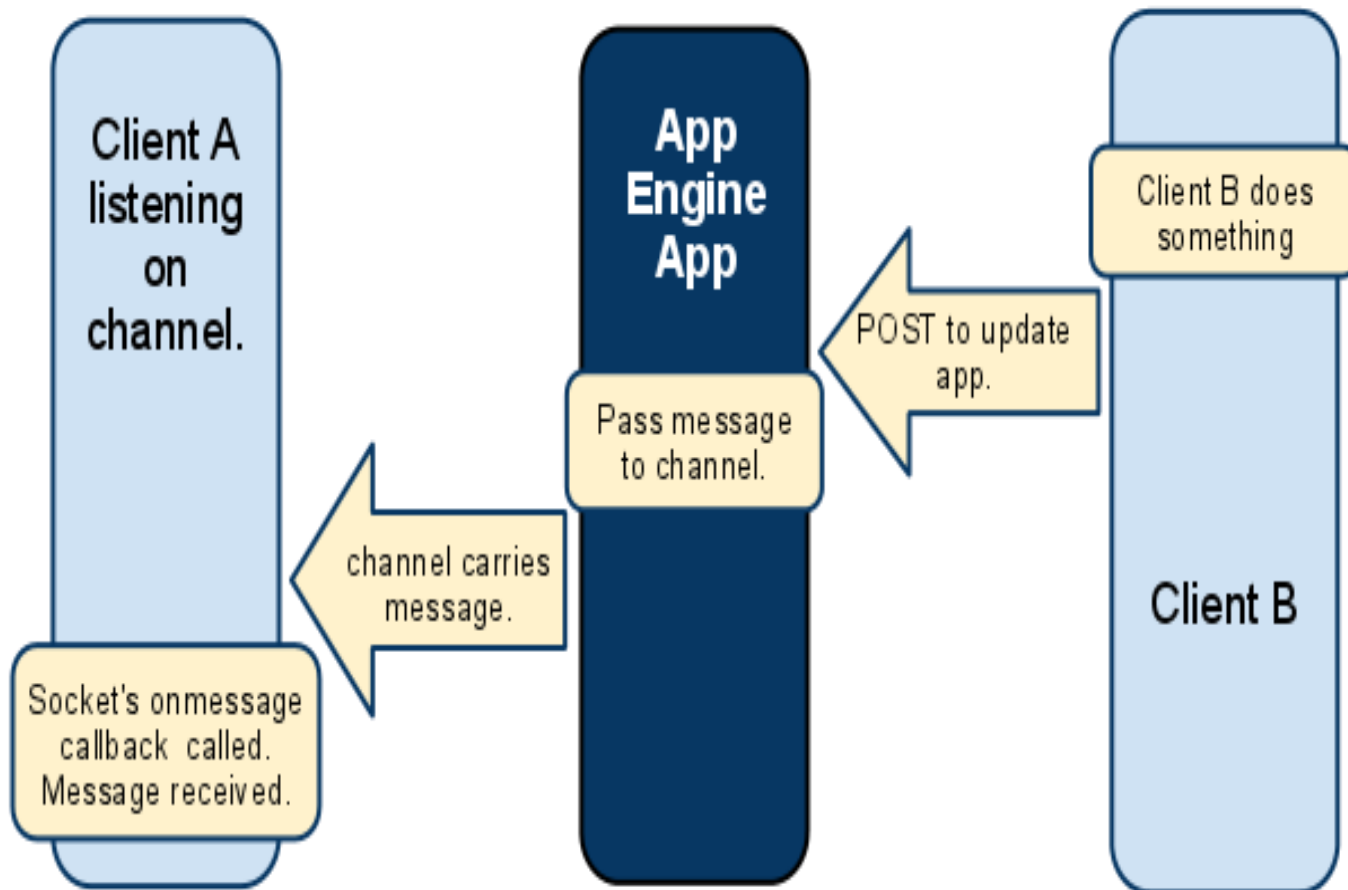 Client A
listening
on
channel.
App
Engine
App
Client B does
something
POST to update
app.
Pass message
to channel.
channel carries
message.
Client B
Socket's onmessage
callback called.
Message received.